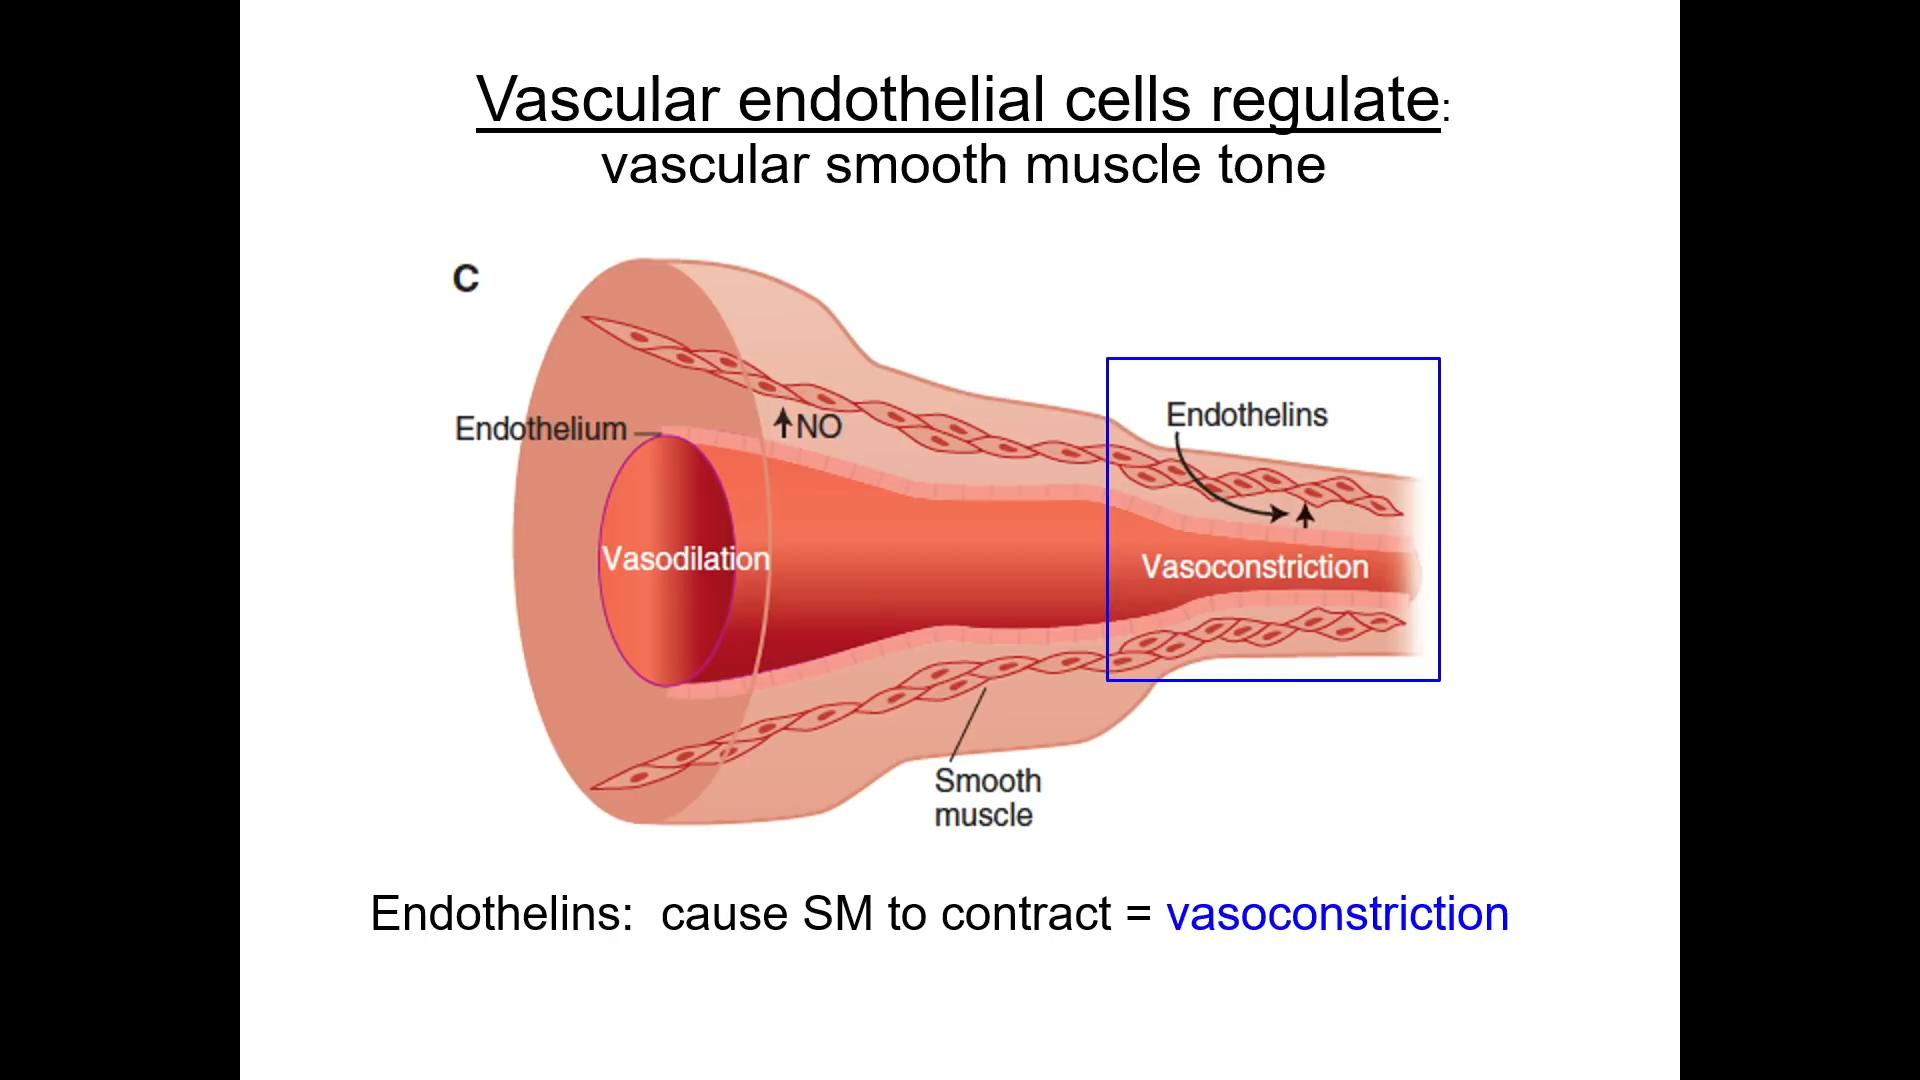 Vascular endothelial cells regulate:
vascular smooth muscle tone
C
Endothelins
Endothelium
NO
Vasodilation
Vasoconstriction
Smooth
muscle
Endothelins: cause SM to contract = vasoconstriction